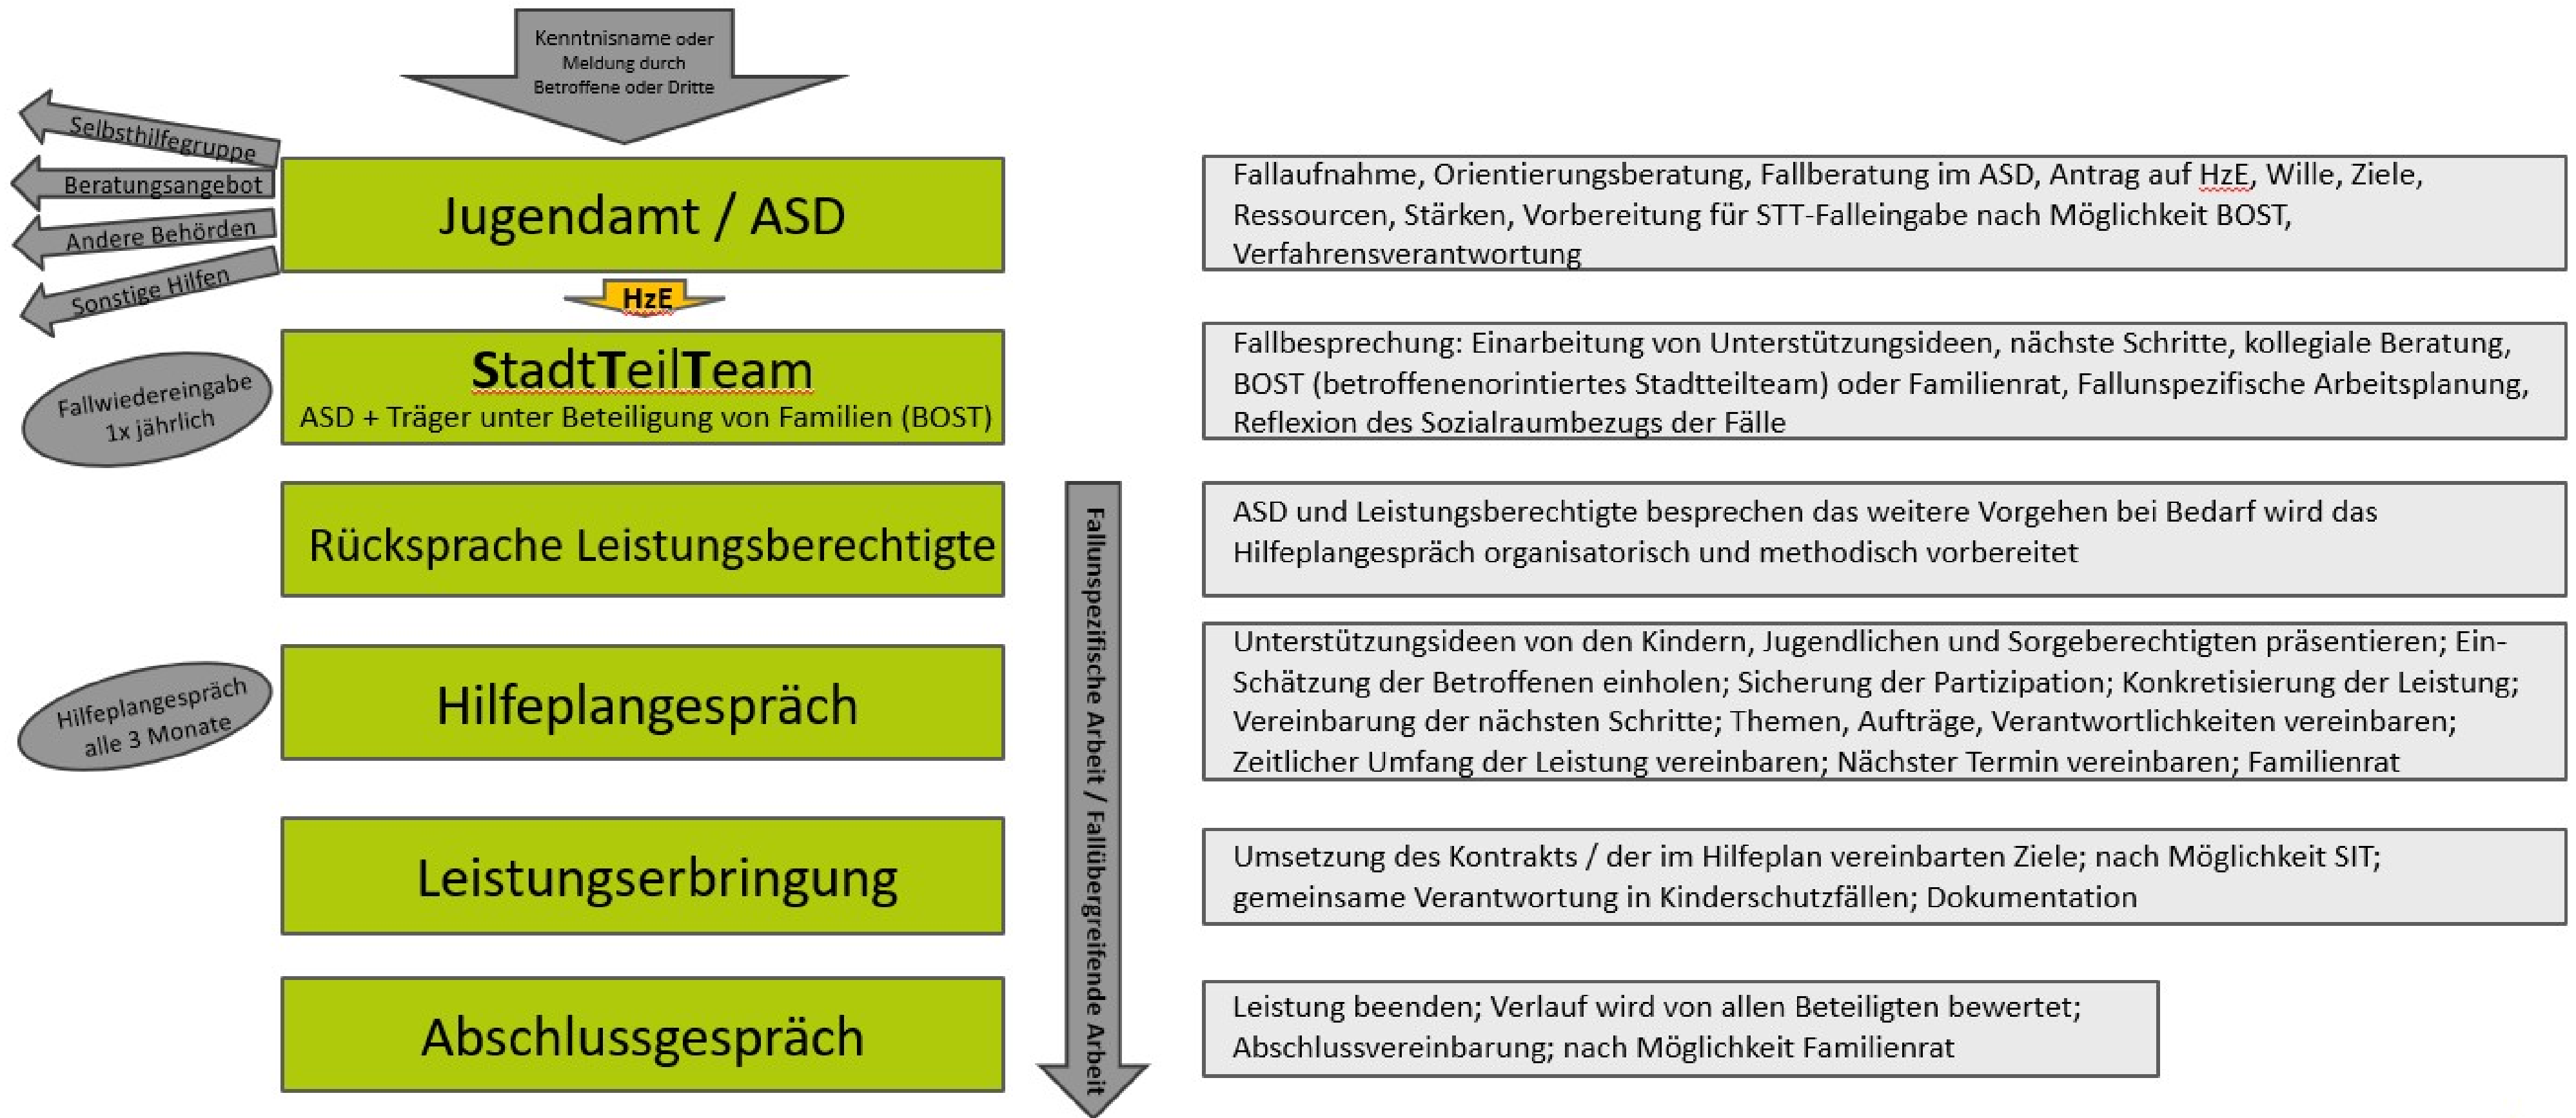 Kenntnisname oder
Meldung durch
Betroffene oder Dritte
Selbsthilfegruppe
Beratungsangebot
Andere Behörden
Sonstige Hilfen
Jugendamt / ASD
Fallaufnahme, Orientierungsberatung, Fallberatung im ASD, Antrag auf HzE, Wille, Ziele,
Ressourcen, Stärken, Vorbereitung für STT-Falleingabe nach Möglichkeit BOST,
Verfahrensverantwortung
HzE
Fallwiedereingabe
1x jährlich
StadtTeilTeam
ASD + Träger unter Beteiligung von Familien (BOST)
Fallbesprechung: Einarbeitung von Unterstützungsideen, nächste Schritte, kollegiale Beratung,
BOST (betroffenenorintiertes Stadtteilteam) oder Familienrat, Fallunspezifische Arbeitsplanung,
Reflexion des Sozialraumbezugs der Fälle
Rücksprache Leistungsberechtigte
Fallunspezifische Arbeit / Fallübergreifende Arbeit
ASD und Leistungsberechtigte besprechen das weitere Vorgehen bei Bedarf wird das
Hilfeplangespräch organisatorisch und methodisch vorbereitet
Hilfeplangespräch
alle 3 Monate
Hilfeplangespräch
Unterstützungsideen von den Kindern, Jugendlichen und Sorgeberechtigten präsentieren; Ein-
Schätzung der Betroffenen einholen; Sicherung der Partizipation; Konkretisierung der Leistung;
Vereinbarung der nächsten Schritte; Themen, Aufträge, Verantwortlichkeiten vereinbaren;
Zeitlicher Umfang der Leistung vereinbaren; Nächster Termin vereinbaren; Familienrat
Leistungserbringung
Umsetzung des Kontrakts / der im Hilfeplan vereinbarten Ziele; nach Möglichkeit SIT;
gemeinsame Verantwortung in Kinderschutzfällen; Dokumentation
Abschlussgespräch
Leistung beenden; Verlauf wird von allen Beteiligten bewertet;
Abschlussvereinbarung; nach Möglichkeit Familienrat